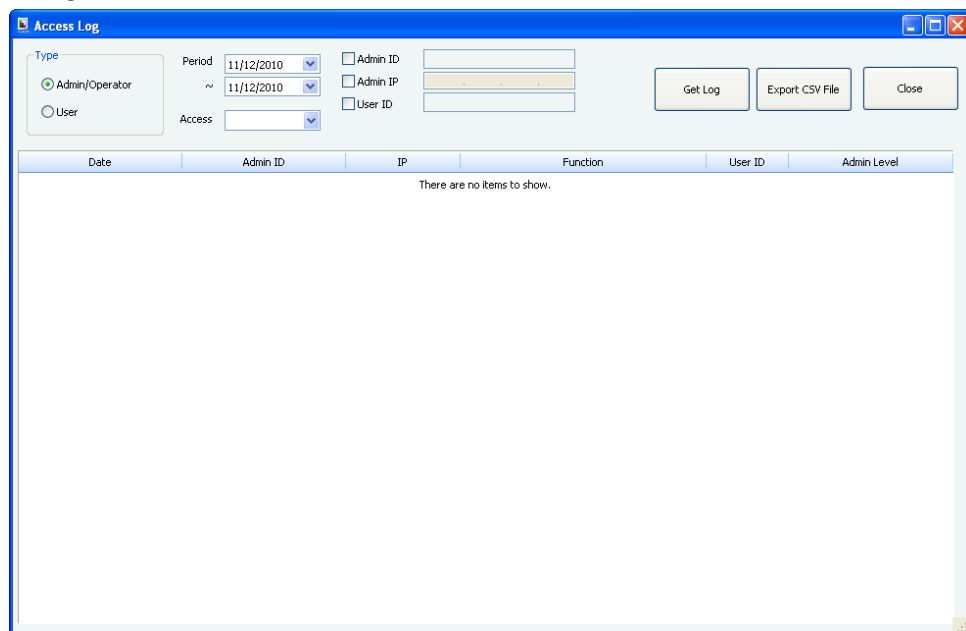 Access Log
Type
Admin/Operator
User
Period 11/12/2010
~ 11/12/2010
Access
Admin ID
Admin IP . . .
User ID
Get Log Export CSV File Close
Date Admin ID IP Function User ID Admin Level
There are no items to show.